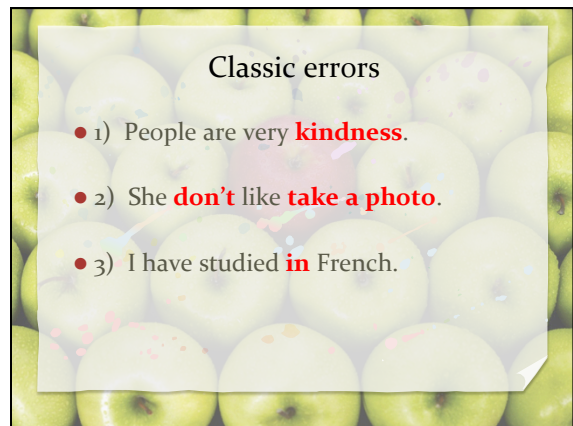 Classic errors
• 1) People are very kindness.
• 2) She don't like take a photo.
• 3) I have studied in French.